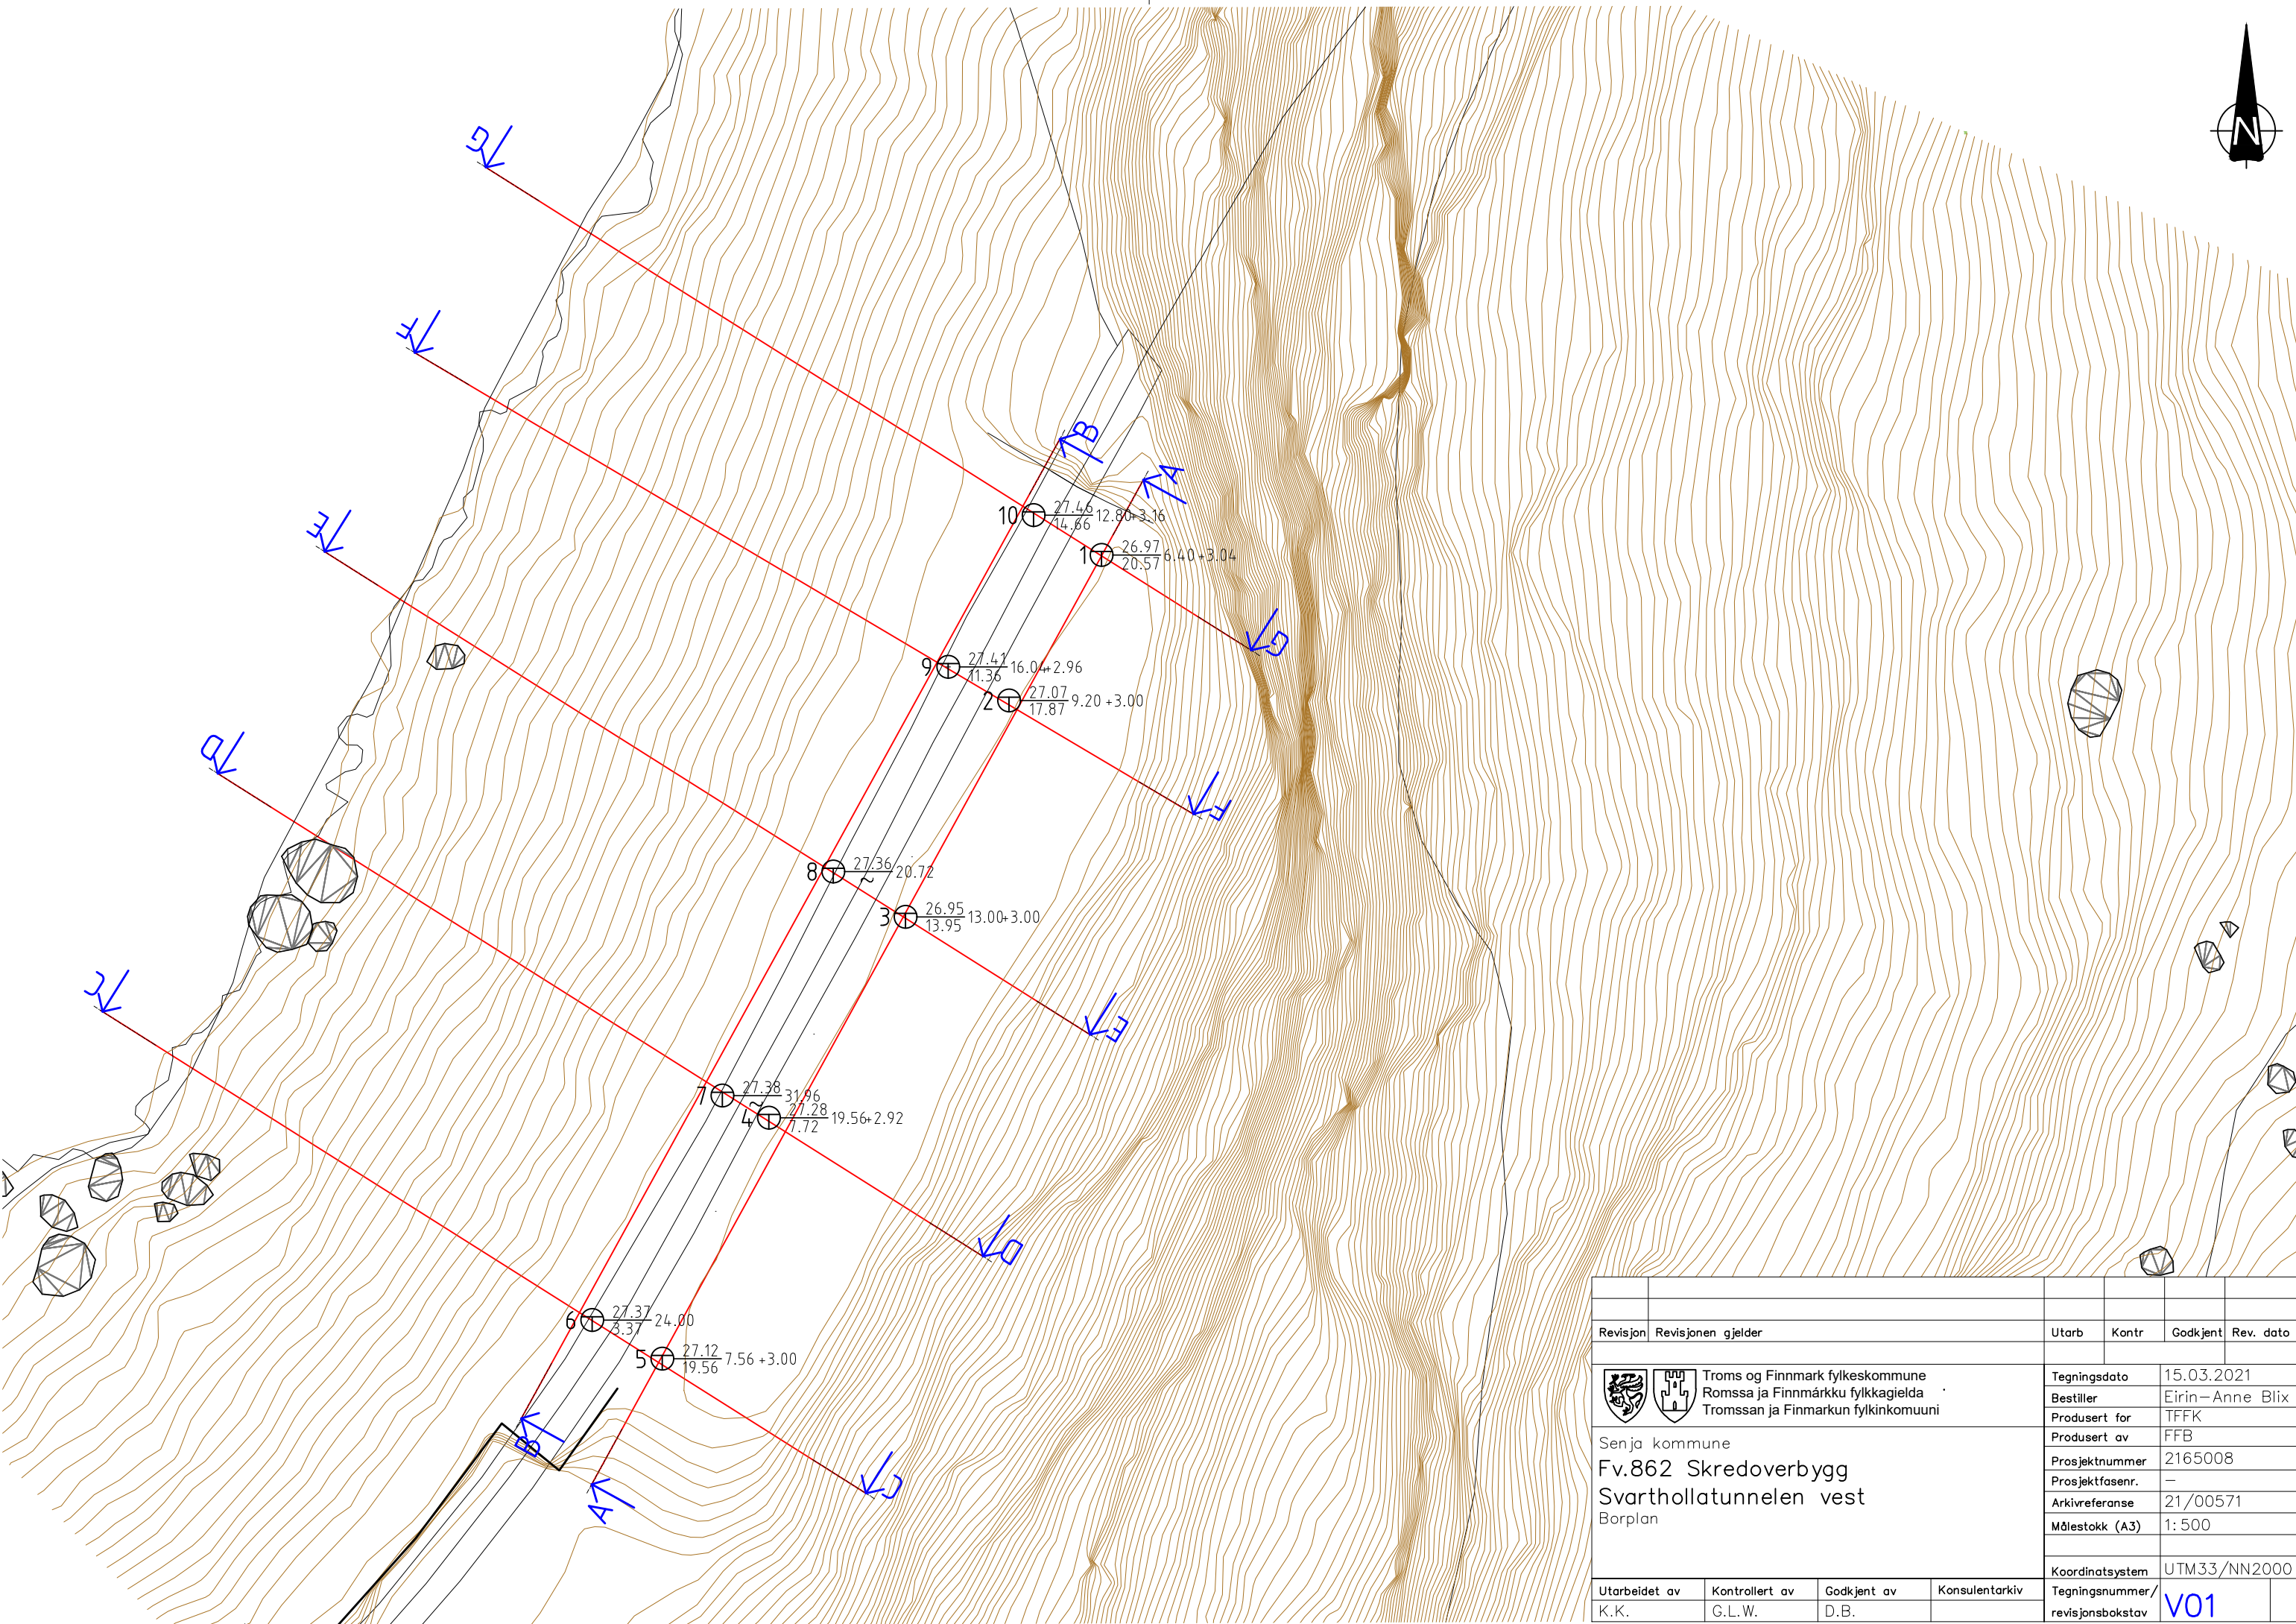 N
G
F
E
D
C
B
A
10 27.46 12.80+3.16
14.66
1 26.97 6.40 +3.04
20.57
G
9 27.41 16.04+2.96
11.36
2 27.07 9.20 +3.00
17.87
F
8 27.36 20.72
~
3 26.95 13.00+3.00
13.95
E
7 27.38 31.96
~
4 27.28 19.56+2.92
7.72
D
6 27.37 24.00
3.37
5 27.12 7.56 +3.00
19.56
C
B
A
Revisjon Revisjonen gjelder Utarb Kontr Godkjent Rev. dato
Troms og Finnmark fylkeskommune
Romssa ja Finnmárkku fylkkagielda
Tromssan ja Finmarkun fylkinkomuuni
Senja kommune
Fv.862 Skredoverbygg
Svarthollatunnelen vest
Borplan
Tegningsdato 15.03.2021
Bestiller Eirin-Anne Blix
Produsert for TFFK
Produsert av FFB
Prosjektnummer 2165008
Prosjektfasenr. –
Arkivreferanse 21/00571
Målestokk (A3) 1:500
Koordinatsystem UTM33/NN2000
Utarbeidet av Kontrollert av Godkjent av Konsulentarkiv
K.K. G.L.W. D.B.
Tegningsnummer/
revisjonsbokstav V01